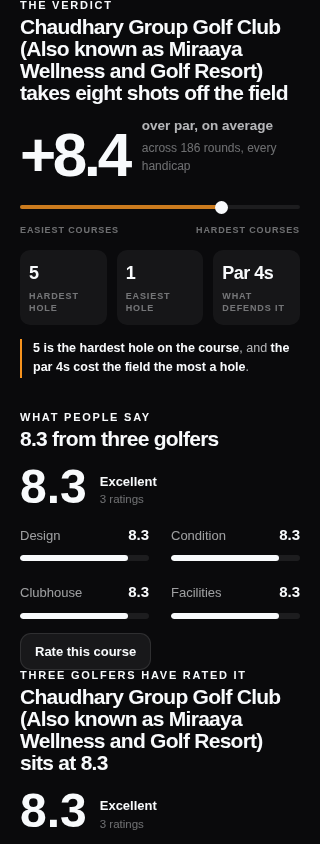 THE VERDICT
Chaudhary Group Golf Club
(Also known as Miraaya
Wellness and Golf Resort)
takes eight shots off the field
+8.4
over par, on average
across 186 rounds, every
handicap
EASIEST COURSES
HARDEST COURSES
5
HARDEST
HOLE
1
EASIEST
HOLE
Par 4s
WHAT
DEFENDS IT
5 is the hardest hole on the course, and the
par 4s cost the field the most a hole.
WHAT PEOPLE SAY
8.3 from three golfers
8.3
Excellent
3 ratings
Design 8.3
Condition 8.3
Clubhouse 8.3
Facilities 8.3
Rate this course
THREE GOLFERS HAVE RATED IT
Chaudhary Group Golf Club
(Also known as Miraaya
Wellness and Golf Resort)
sits at 8.3
8.3
Excellent
3 ratings